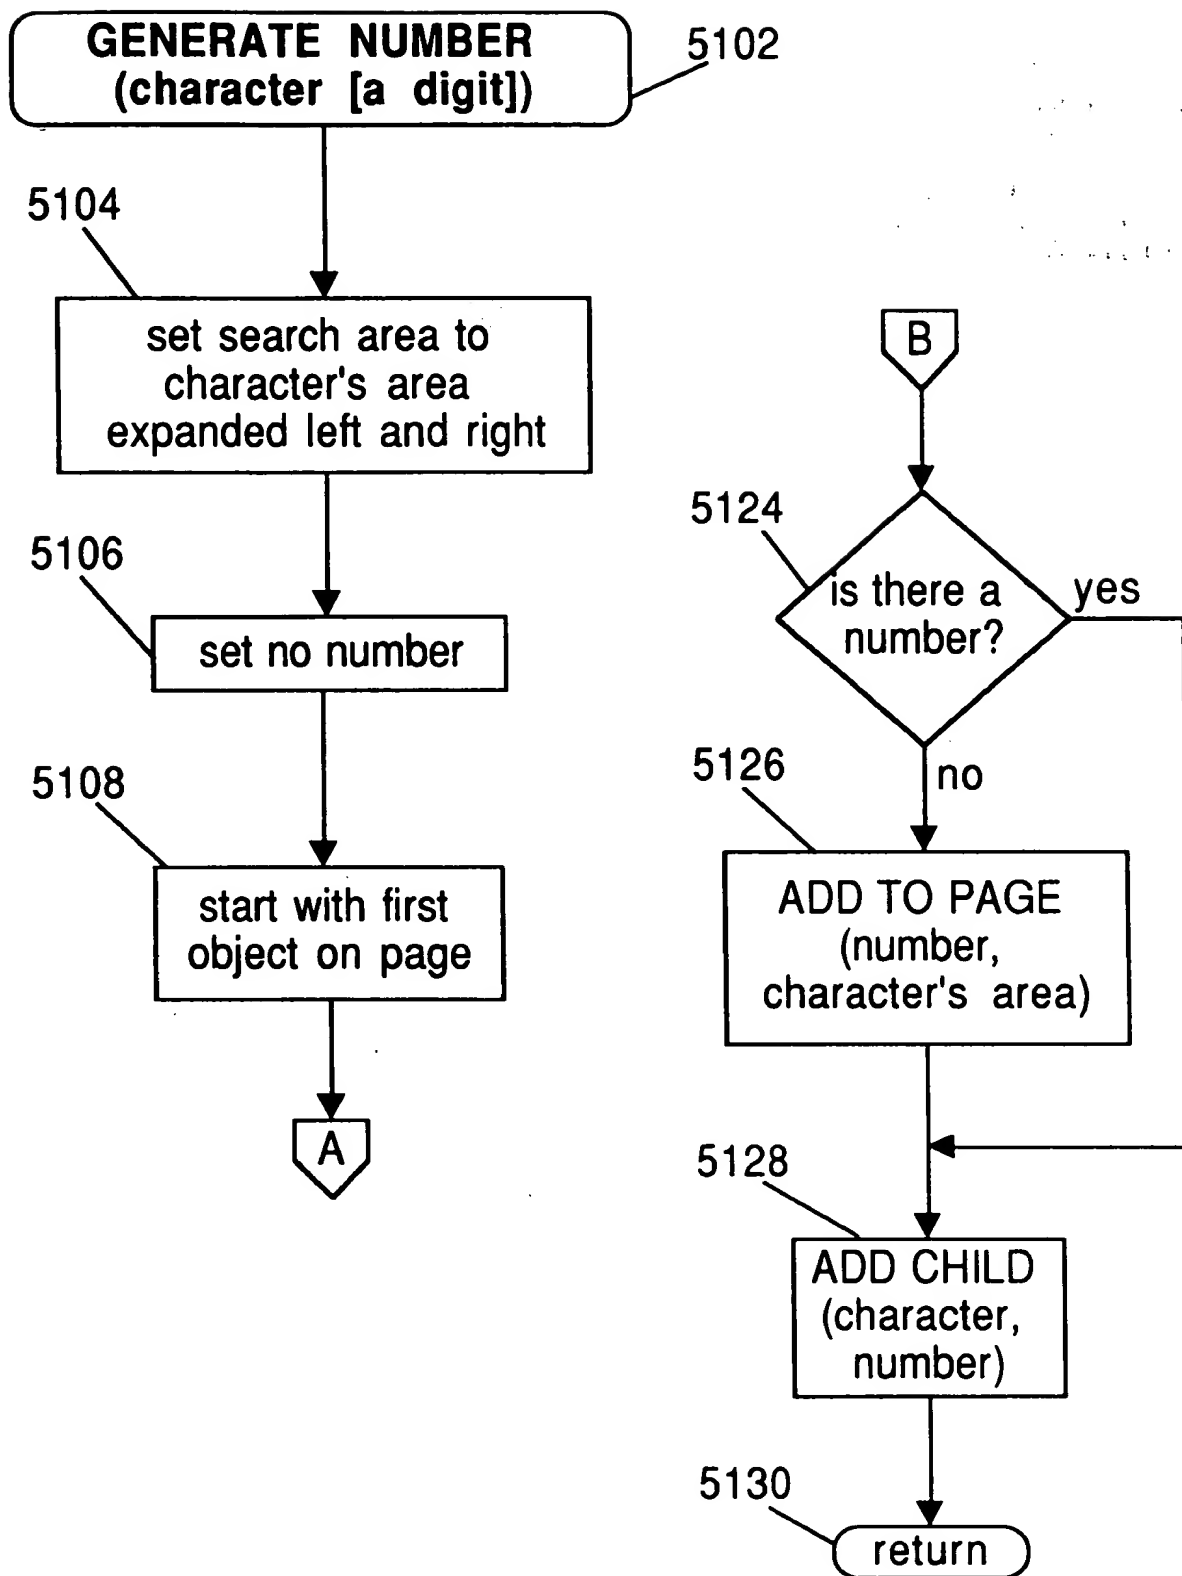 GENERATE NUMBER
(character [a digit])
5102
5104
set search area to
character's area
expanded left and right
5106
set no number
5108
start with first
object on page
A
B
5124
is there a
number?
yes
no
5126
ADD TO PAGE
(number,
character's area)
5128
ADD CHILD
(character,
number)
5130
return